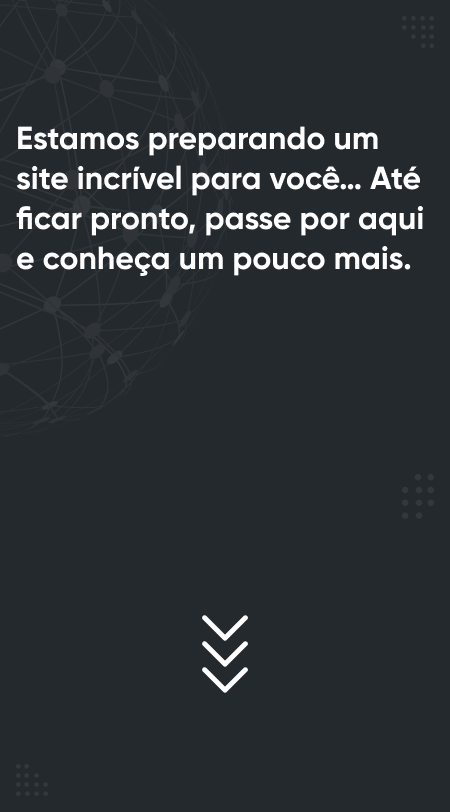 Estamos preparando um
site incrível para você... Até
ficar pronto, passe por aqui
e conheça um pouco mais.